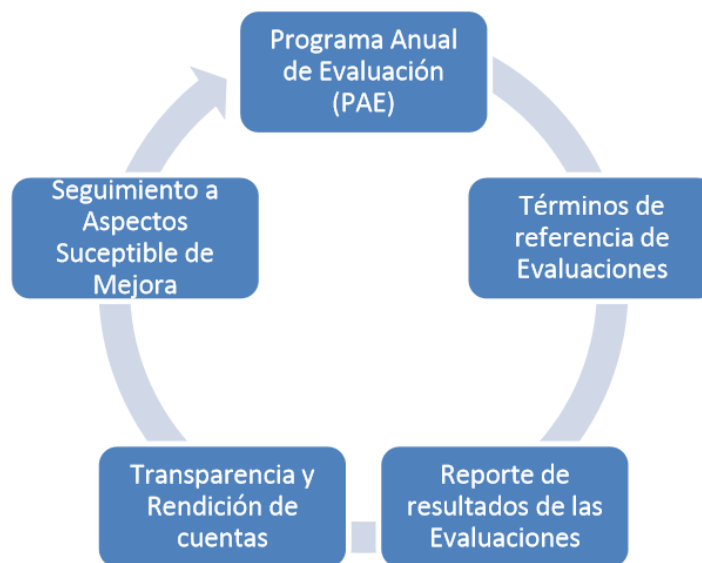 Programa Anual
de Evaluación
(PAE)
Términos de
referencia de
Evaluaciones
Reporte de
resultados de las
Evaluaciones
Transparencia y
Rendición de
cuentas
Seguimiento a
Aspectos
Suceptible de
Mejora